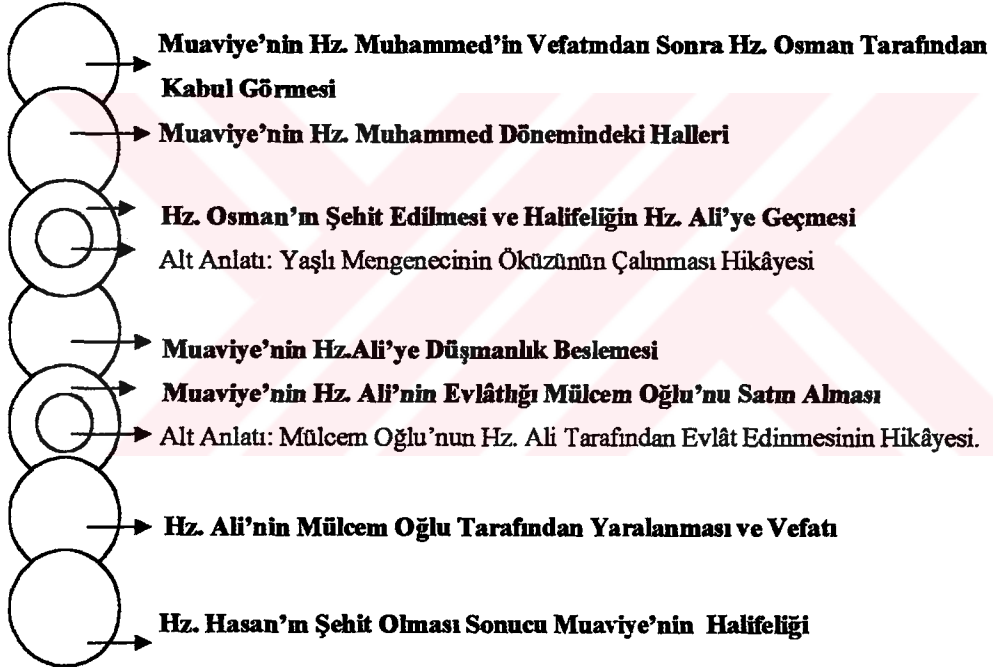 Muaviye’nin Hz. Muhammed’in Vefatından Sonra Hz. Osman Tarafından
Kabul Görmesi
Muaviye’nin Hz. Muhammed Dönemindeki Halleri
Hz. Osman’ın Şehit Edilmesi ve Halifeliğin Hz. Ali’ye Geçmesi
Alt Anlatı: Yaşlı Mengenecinin Öküzünün Çalınması Hikâyesi
Muaviye’nin Hz.Ali’ye Düşmanlık Beslemesi
Muaviye’nin Hz. Ali’nin Evlâtlığı Mülcem Oğlu’nu Satın Alması
Alt Anlatı: Mülcem Oğlu’nun Hz. Ali Tarafından Evlât Edinmesinin Hikâyesi.
Hz. Ali’nin Mülcem Oğlu Tarafından Yaralanması ve Vefatı
Hz. Hasan’ın Şehit Olması Sonucu Muaviye’nin Halifeliği